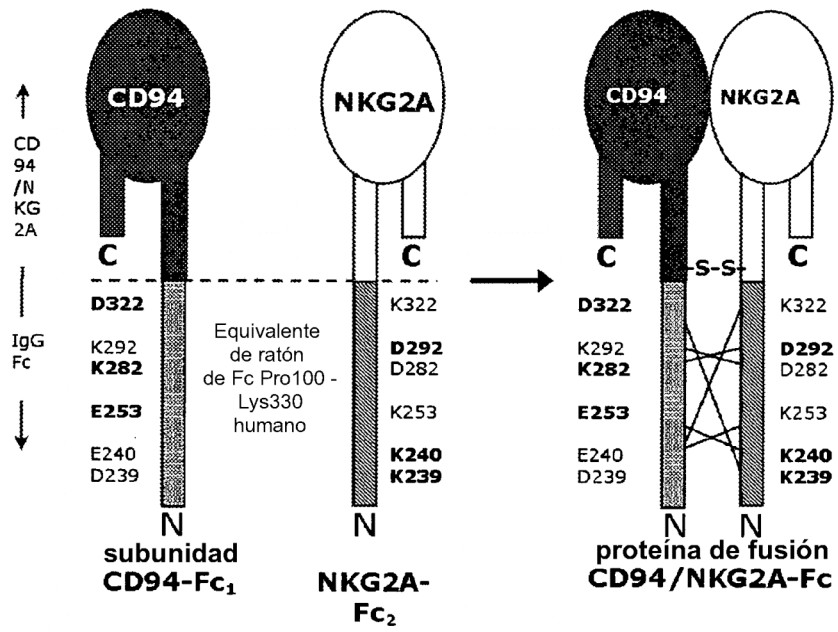 CD94
NKG2A
CD94
NKG2A
CD
94
/N
KG
2A
C
C
C
C
-S-S-
IgG
Fc
D322
K292
K282
E253
E240
D239
Equivalente
de ratón
de Fc Pro100 -
Lys330
humano
K322
D292
D282
K253
K240
K239
D322
K292
K282
E253
E240
D239
K322
D292
D282
K253
K240
K239
N
N
N
N
subunidad
CD94-Fc₁
NKG2A-
Fc₂
proteína de fusión
CD94/NKG2A-Fc